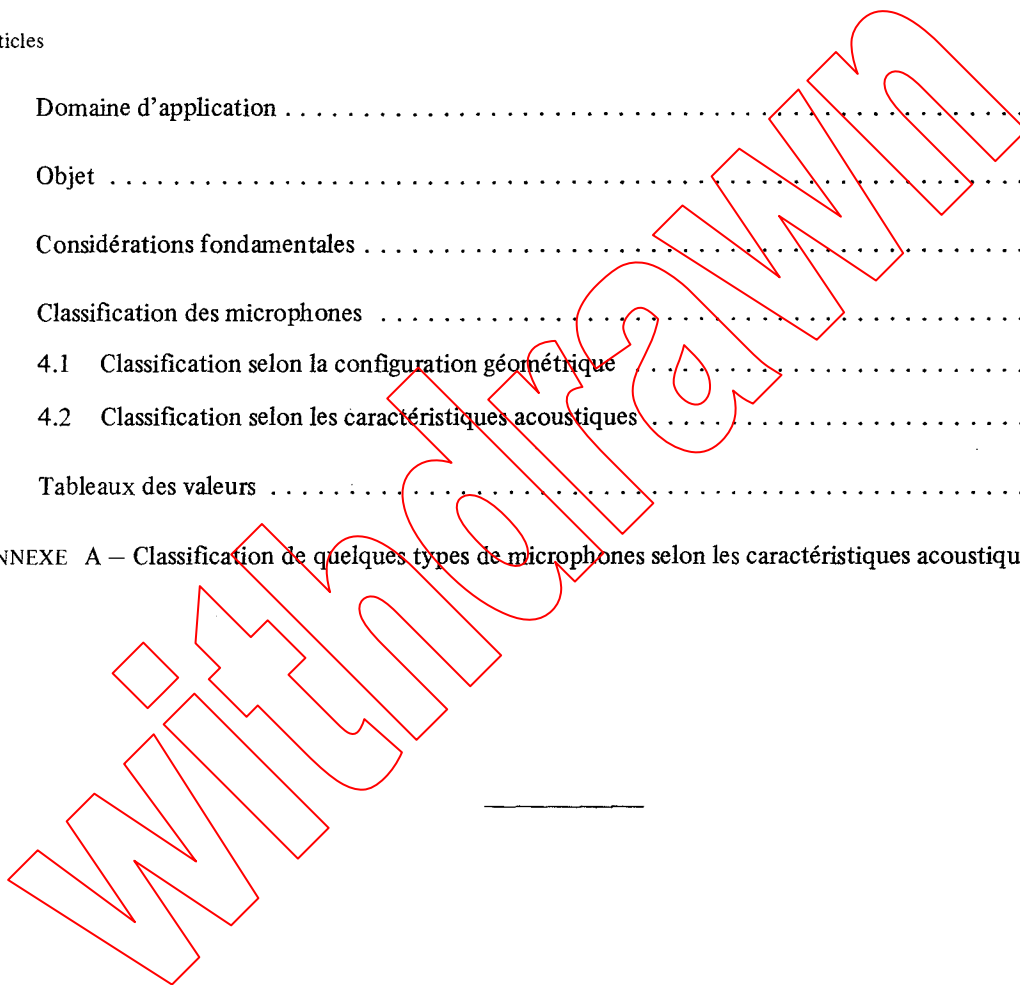 ticles
Domaine d'application . . . . . . . . . . . . . . . . . . . . . . . . . . . . . . . . . . . . . . . . . . . . . . .
Objet . . . . . . . . . . . . . . . . . . . . . . . . . . . . . . . . . . . . . . . . . . . . . . . . . . . . . . . . . .
Considérations fondamentales . . . . . . . . . . . . . . . . . . . . . . . . . . . . . . . . . . . . . . . . . .
Classification des microphones . . . . . . . . . . . . . . . . . . . . . . . . . . . . . . . . . . . . . . . . .
4.1 Classification selon la configuration géométrique . . . . . . . . . . . . . . . . . . . . . . . . .
4.2 Classification selon les caractéristiques acoustiques . . . . . . . . . . . . . . . . . . . . . . . .
Tableaux des valeurs . . . . . . . . . . . . . . . . . . . . . . . . . . . . . . . . . . . . . . . . . . . . . . . .
NNEXE A — Classification de quelques types de microphones selon les caractéristiques acoustiqu
withdrawn